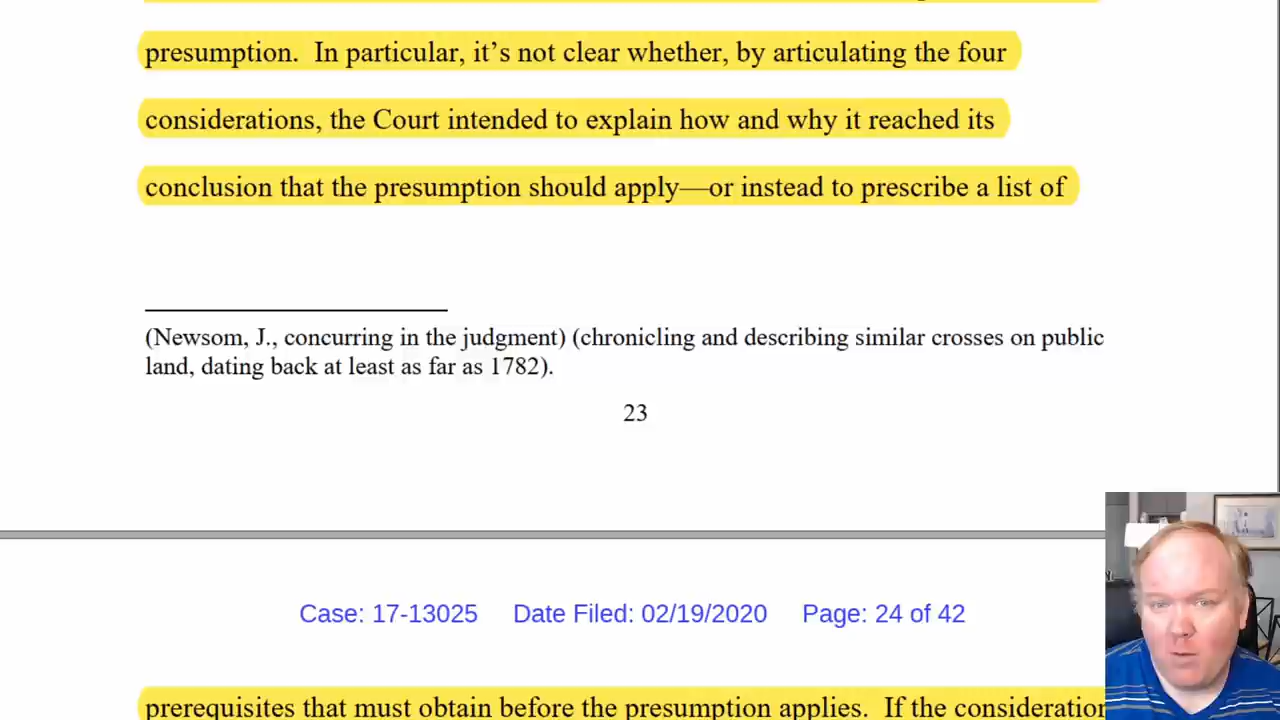 presumption. In particular, it’s not clear whether, by articulating the four
considerations, the Court intended to explain how and why it reached its
conclusion that the presumption should apply—or instead to prescribe a list of
(Newsom, J., concurring in the judgment) (chronicling and describing similar crosses on public
land, dating back at least as far as 1782).
23
Case: 17-13025 Date Filed: 02/19/2020 Page: 24 of 42
prerequisites that must obtain before the presumption applies. If the consideration